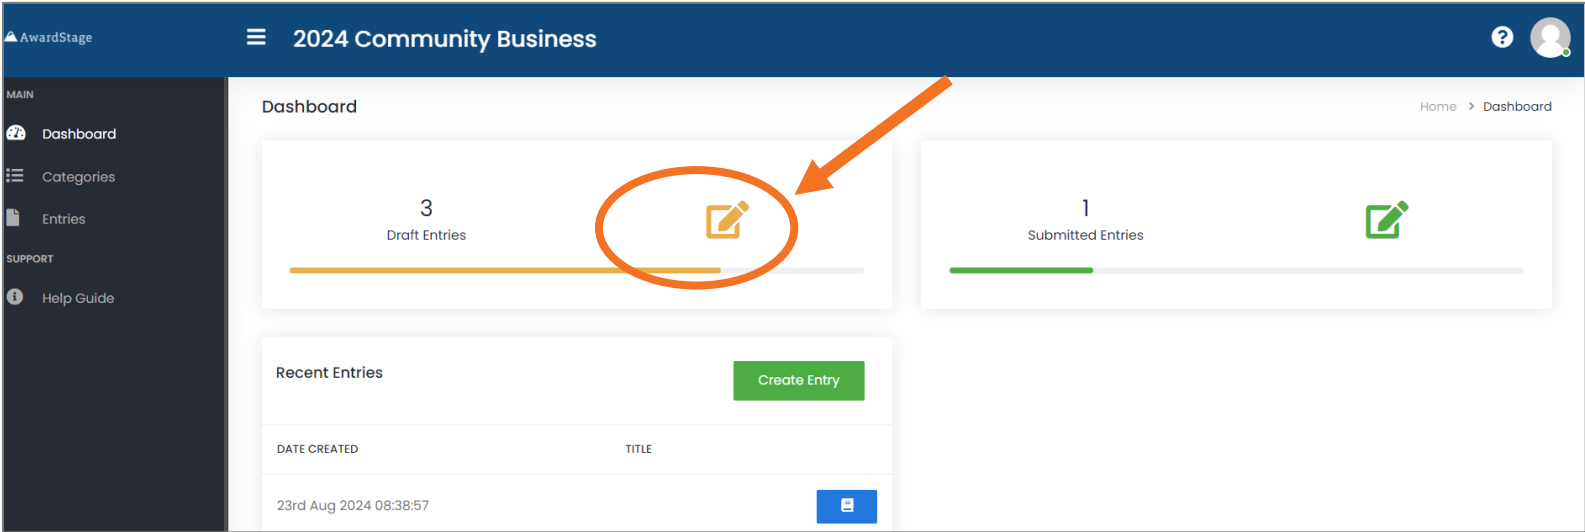 AwardStage
2024 Community Business
MAIN
Dashboard
Categories
Entries
SUPPORT
Help Guide
Dashboard
Home > Dashboard
3
Draft Entries
1
Submitted Entries
Recent Entries
Create Entry
DATE CREATED TITLE
23rd Aug 2024 08:38:57